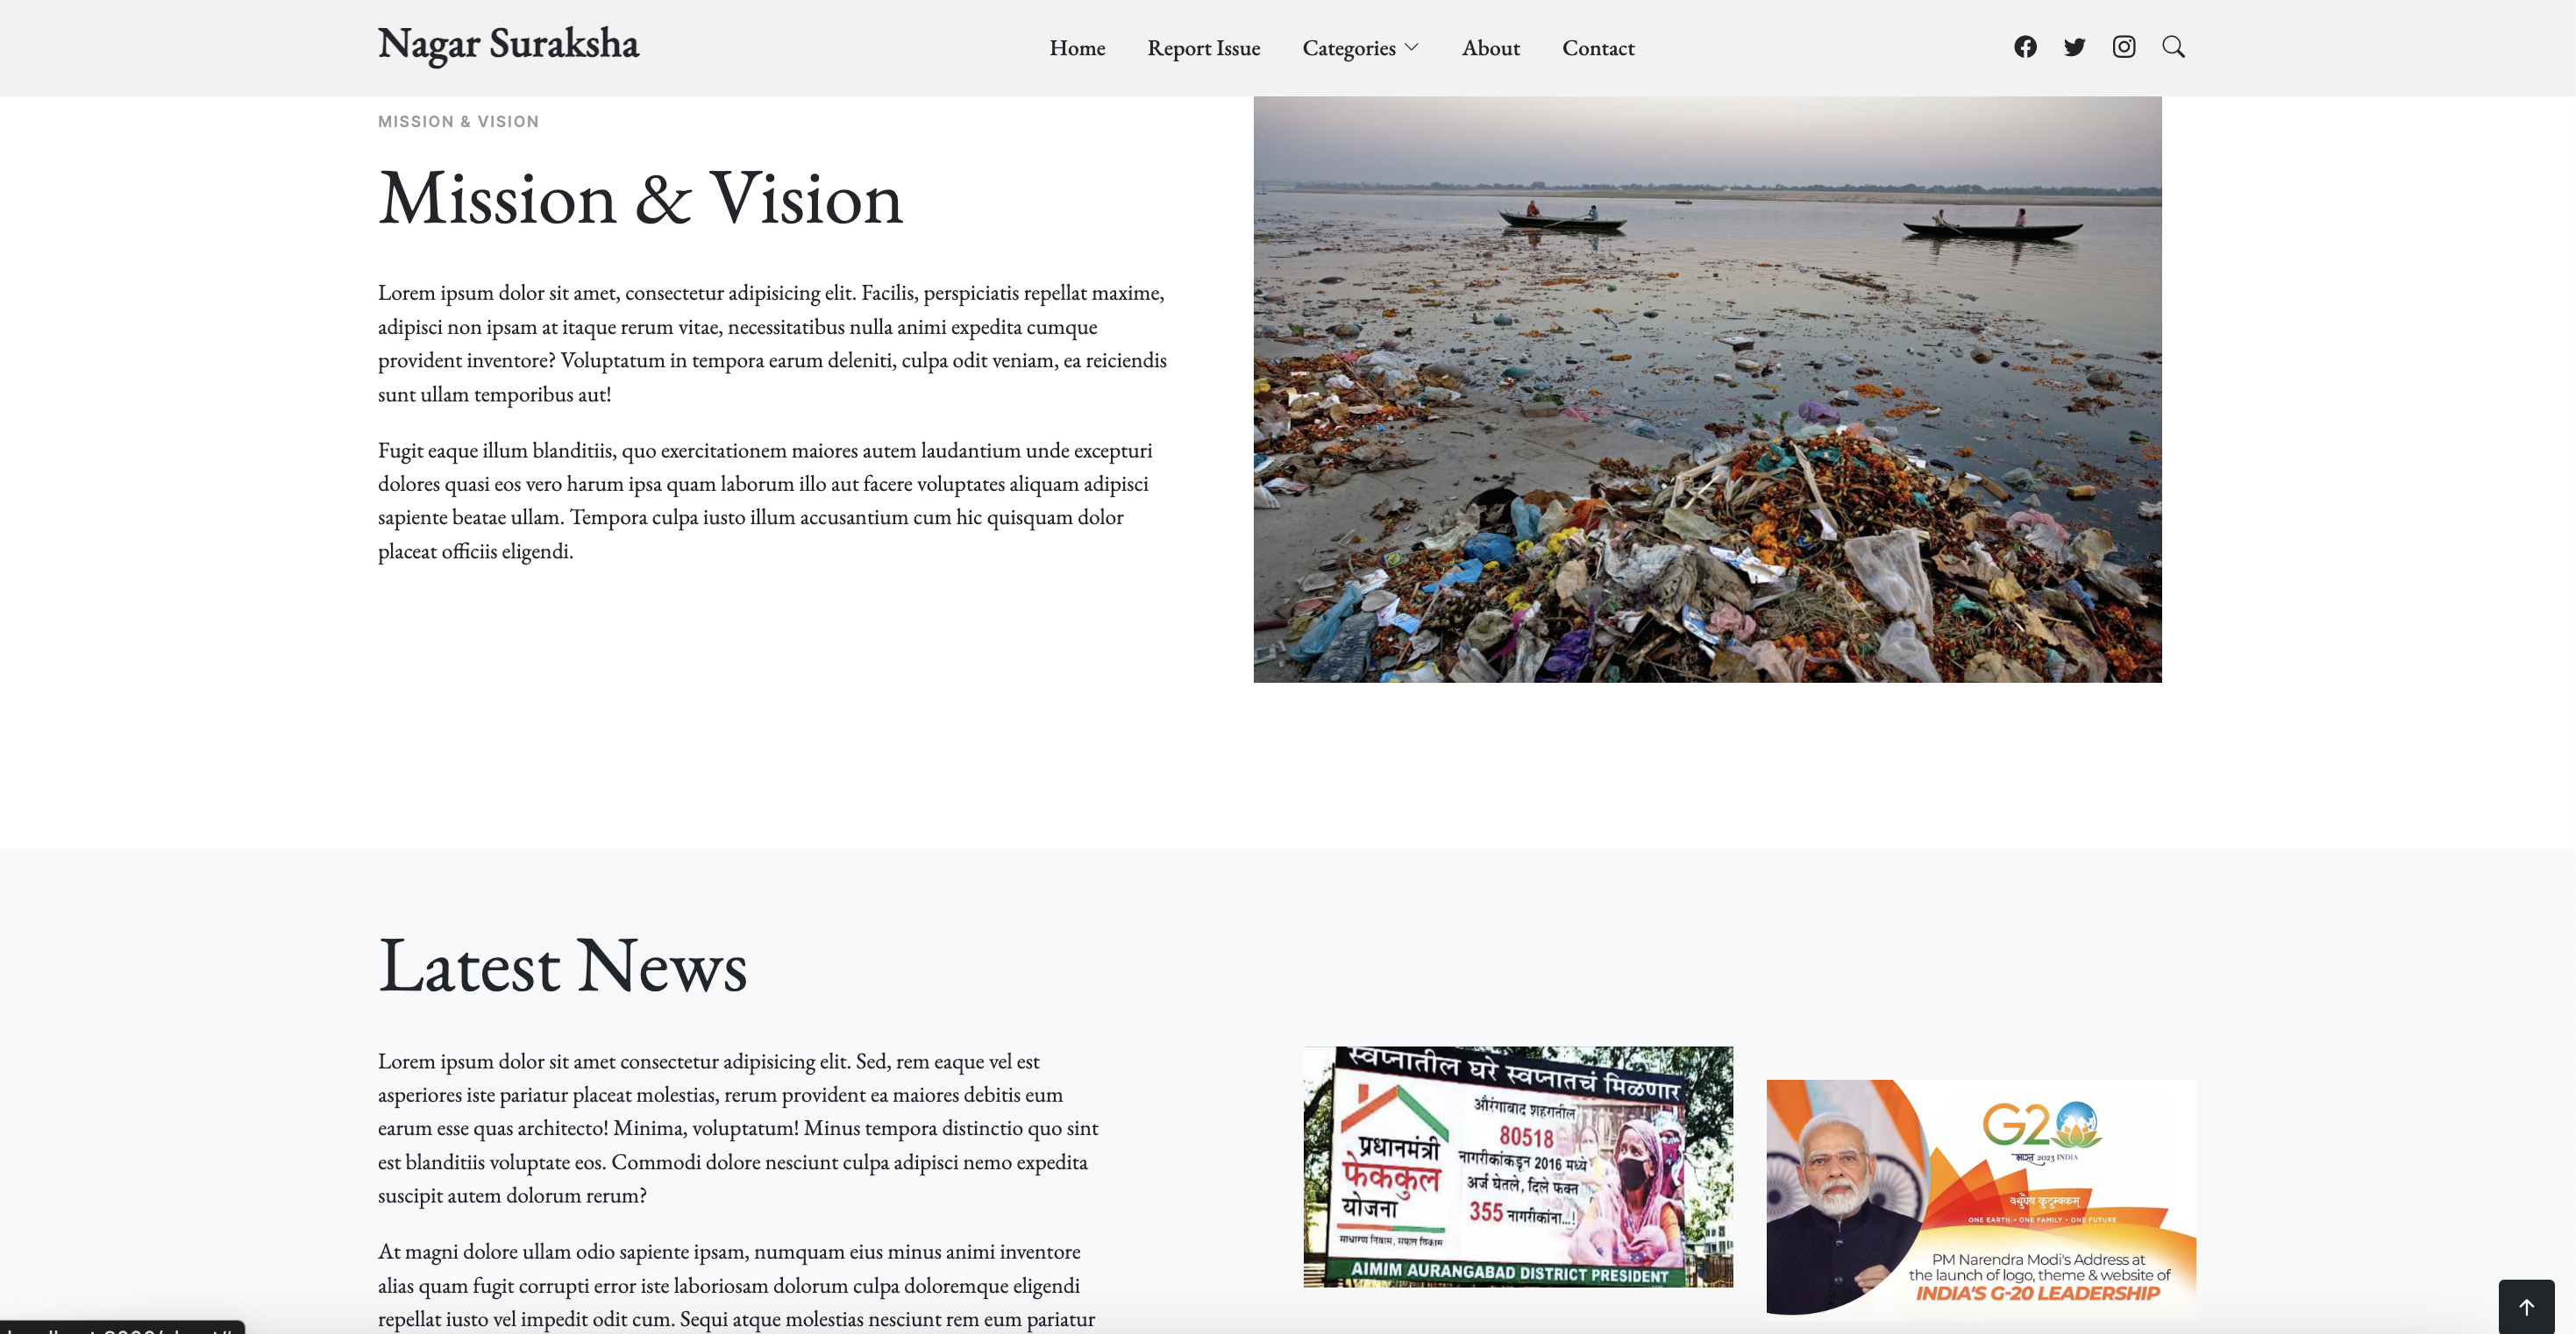 Nagar Suraksha
Home Report Issue Categories About Contact
MISSION & VISION
Mission & Vision
Lorem ipsum dolor sit amet, consectetur adipisicing elit. Facilis, perspiciatis repellat maxime,
adipisci non ipsam at itaque rerum vitae, necessitatibus nulla animi expedita cumque
provident inventore? Voluptatum in tempora earum deleniti, culpa odit veniam, ea reiciendis
sunt ullam temporibus aut!
Fugit eaque illum blanditiis, quo exercitationem maiores autem laudantium unde excepturi
dolores quasi eos vero harum ipsa quam laborum illo aut facere voluptates aliquam adipisci
sapiente beatae ullam. Tempora culpa iusto illum accusantium cum hic quisquam dolor
placeat officiis eligendi.
Latest News
Lorem ipsum dolor sit amet consectetur adipisicing elit. Sed, rem eaque vel est
asperiores iste pariatur placeat molestias, rerum provident ea maiores debitis eum
earum esse quas architecto! Minima, voluptatum! Minus tempora distinctio quo sint
est blanditiis voluptate eos. Commodi dolore nesciunt culpa adipisci nemo expedita
suscipit autem dolorum rerum?
At magni dolore ullam odio sapiente ipsam, numquam eius minus animi inventore
alias quam fugit corrupti error iste laboriosam dolorum culpa doloremque eligendi
repellat iusto vel impedit odit cum. Sequi atque molestias nesciunt rem eum pariatur
स्वप्नातील घरे स्वप्नातचं मिळणार
प्रधानमंत्री
फेककुल
योजना
औरंगाबाद शहरातील
80518
नागरीकांकडून 2016 मध्ये
अर्ज घेतले, दिले फक्त
355 नागरीकांना...!
AIMIM AURANGABAD DISTRICT PRESIDENT
G20
भारत 2023 INDIA
वसुधैव कुटुम्बकम्
ONE EARTH • ONE FAMILY • ONE FUTURE
PM Narendra Modi's Address at
the launch of logo, theme & website of
INDIA'S G-20 LEADERSHIP